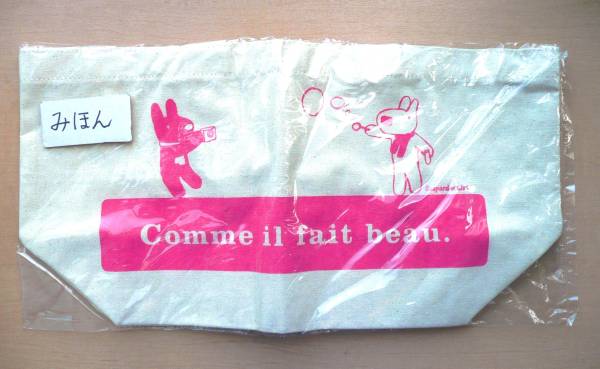 みほん
Comme il fait beau.